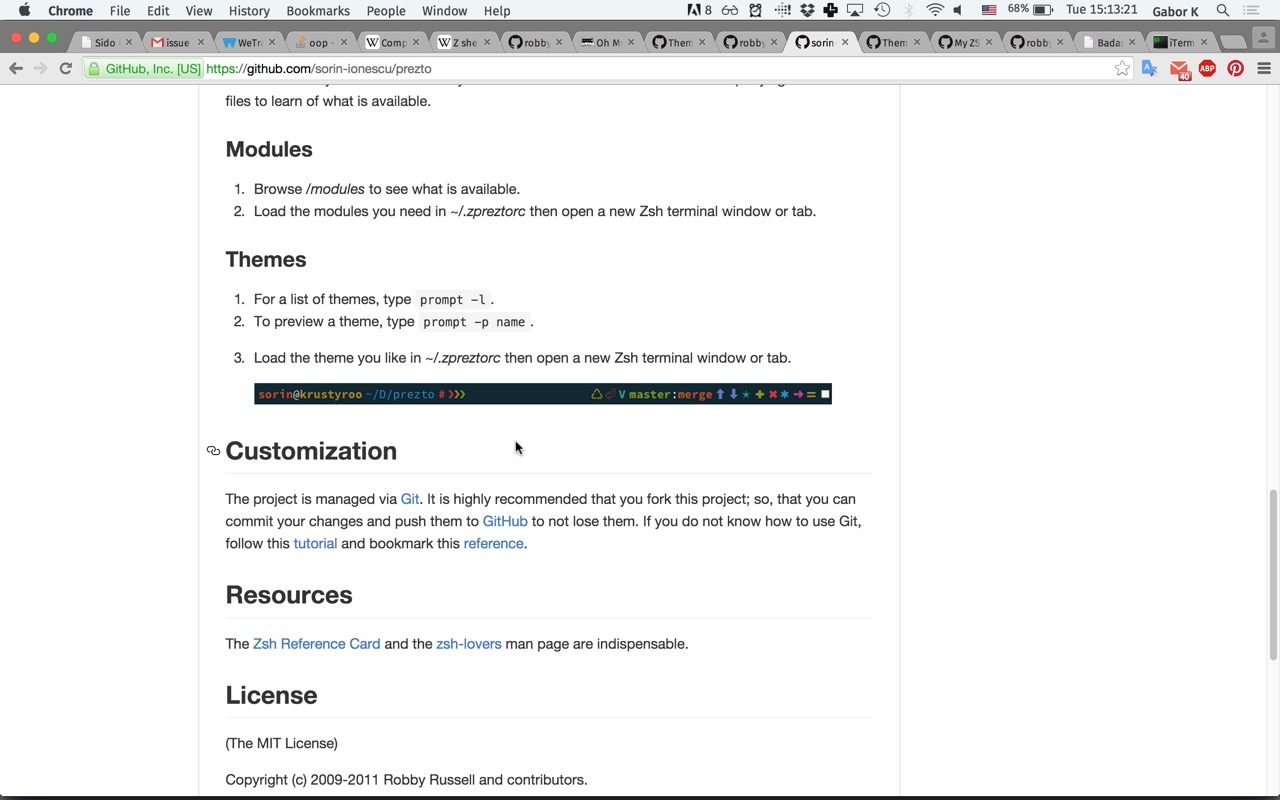 Chrome File Edit View History Bookmarks People Window Help 8 68% Tue 15:13:21 Gabor K
Sido issue WeTra oop - Comp Z she robby Oh M Them robby sorin Them My ZS robby Bada iTerm
GitHub, Inc. [US] https://github.com/sorin-ionescu/prezto 40 ABP
files to learn of what is available.
Modules
1. Browse /modules to see what is available.
2. Load the modules you need in ~/.zpreztorc then open a new Zsh terminal window or tab.
Themes
1. For a list of themes, type prompt -l .
2. To preview a theme, type prompt -p name .
3. Load the theme you like in ~/.zpreztorc then open a new Zsh terminal window or tab.
sorin@krustyroo ~/D/prezto # ❯❯❯ V master:merge ⬆ ⬇ ★ ✚ ✖ ✱ ➜ =
Customization
The project is managed via Git. It is highly recommended that you fork this project; so, that you can
commit your changes and push them to GitHub to not lose them. If you do not know how to use Git,
follow this tutorial and bookmark this reference.
Resources
The Zsh Reference Card and the zsh-lovers man page are indispensable.
License
(The MIT License)
Copyright (c) 2009-2011 Robby Russell and contributors.